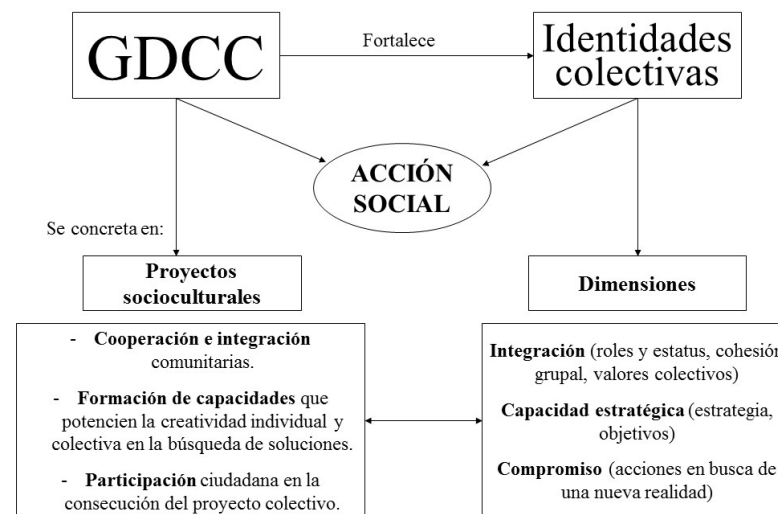 GDCC
Fortalece
Identidades
colectivas
ACCIÓN
SOCIAL
Se concreta en:
Proyectos
socioculturales
Dimensiones
- Cooperación e integración
comunitarias.
- Formación de capacidades que
potencien la creatividad individual y
colectiva en la búsqueda de soluciones.
- Participación ciudadana en la
consecución del proyecto colectivo.
Integración (roles y estatus, cohesión
grupal, valores colectivos)
Capacidad estratégica (estrategia,
objetivos)
Compromiso (acciones en busca de
una nueva realidad)